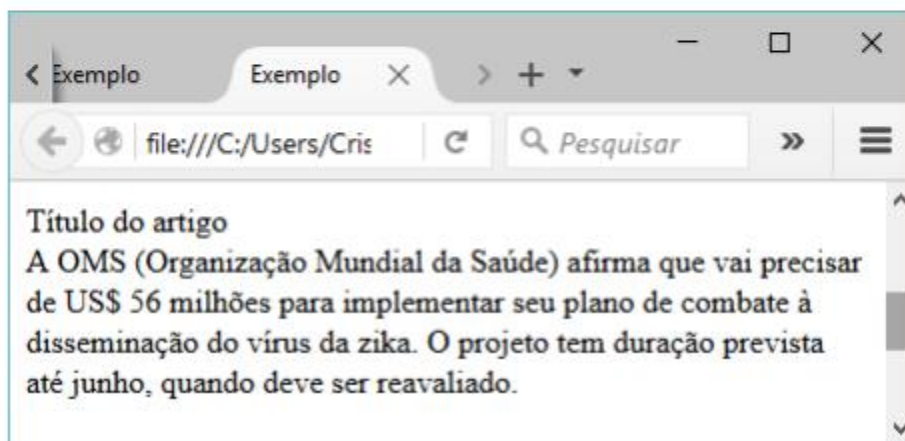 Exemplo Exemplo
file:///C:/Users/Cris Pesquisar
Título do artigo
A OMS (Organização Mundial da Saúde) afirma que vai precisar
de US$ 56 milhões para implementar seu plano de combate à
disseminação do vírus da zika. O projeto tem duração prevista
até junho, quando deve ser reavaliado.